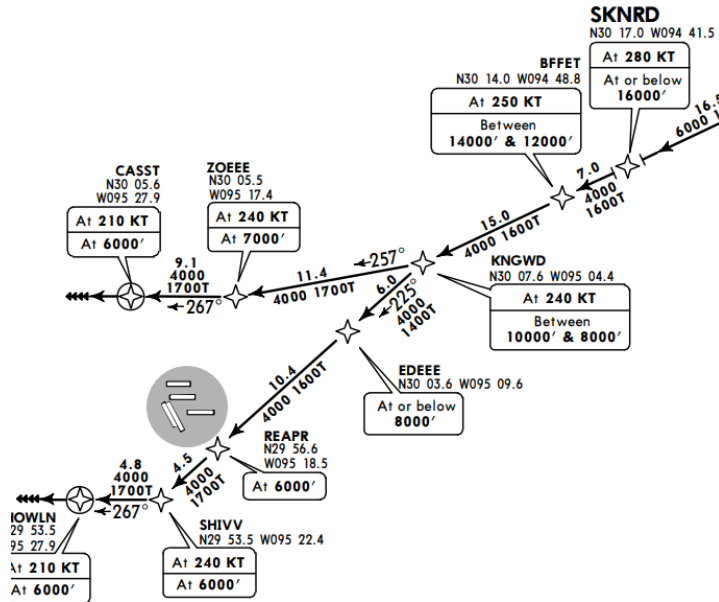 SKNRD
N30 17.0 W094 41.5
At 280 KT
At or below
16000′
BFFET
N30 14.0 W094 48.8
At 250 KT
Between
14000′ & 12000′
16.5
6000
7.0
4000
1600T
15.0
4000 1600T
CASST
N30 05.6
W095 27.9
At 210 KT
At 6000′
ZOEEE
N30 05.5
W095 17.4
At 240 KT
At 7000′
9.1
4000
1700T
267°
11.4
4000 1700T
257°
KNGWD
N30 07.6 W095 04.4
At 240 KT
Between
10000′ & 8000′
6.0
225°
4000
1400T
EDEEE
N30 03.6 W095 09.6
At or below
8000′
10.4
4000 1600T
REAPR
N29 56.6
W095 18.5
At 6000′
4.5
4000
1700T
4.8
4000
1700T
267°
SHIVV
N29 53.5 W095 22.4
At 240 KT
At 6000′
IOWLN
29 53.5
95 27.9
At 210 KT
At 6000′